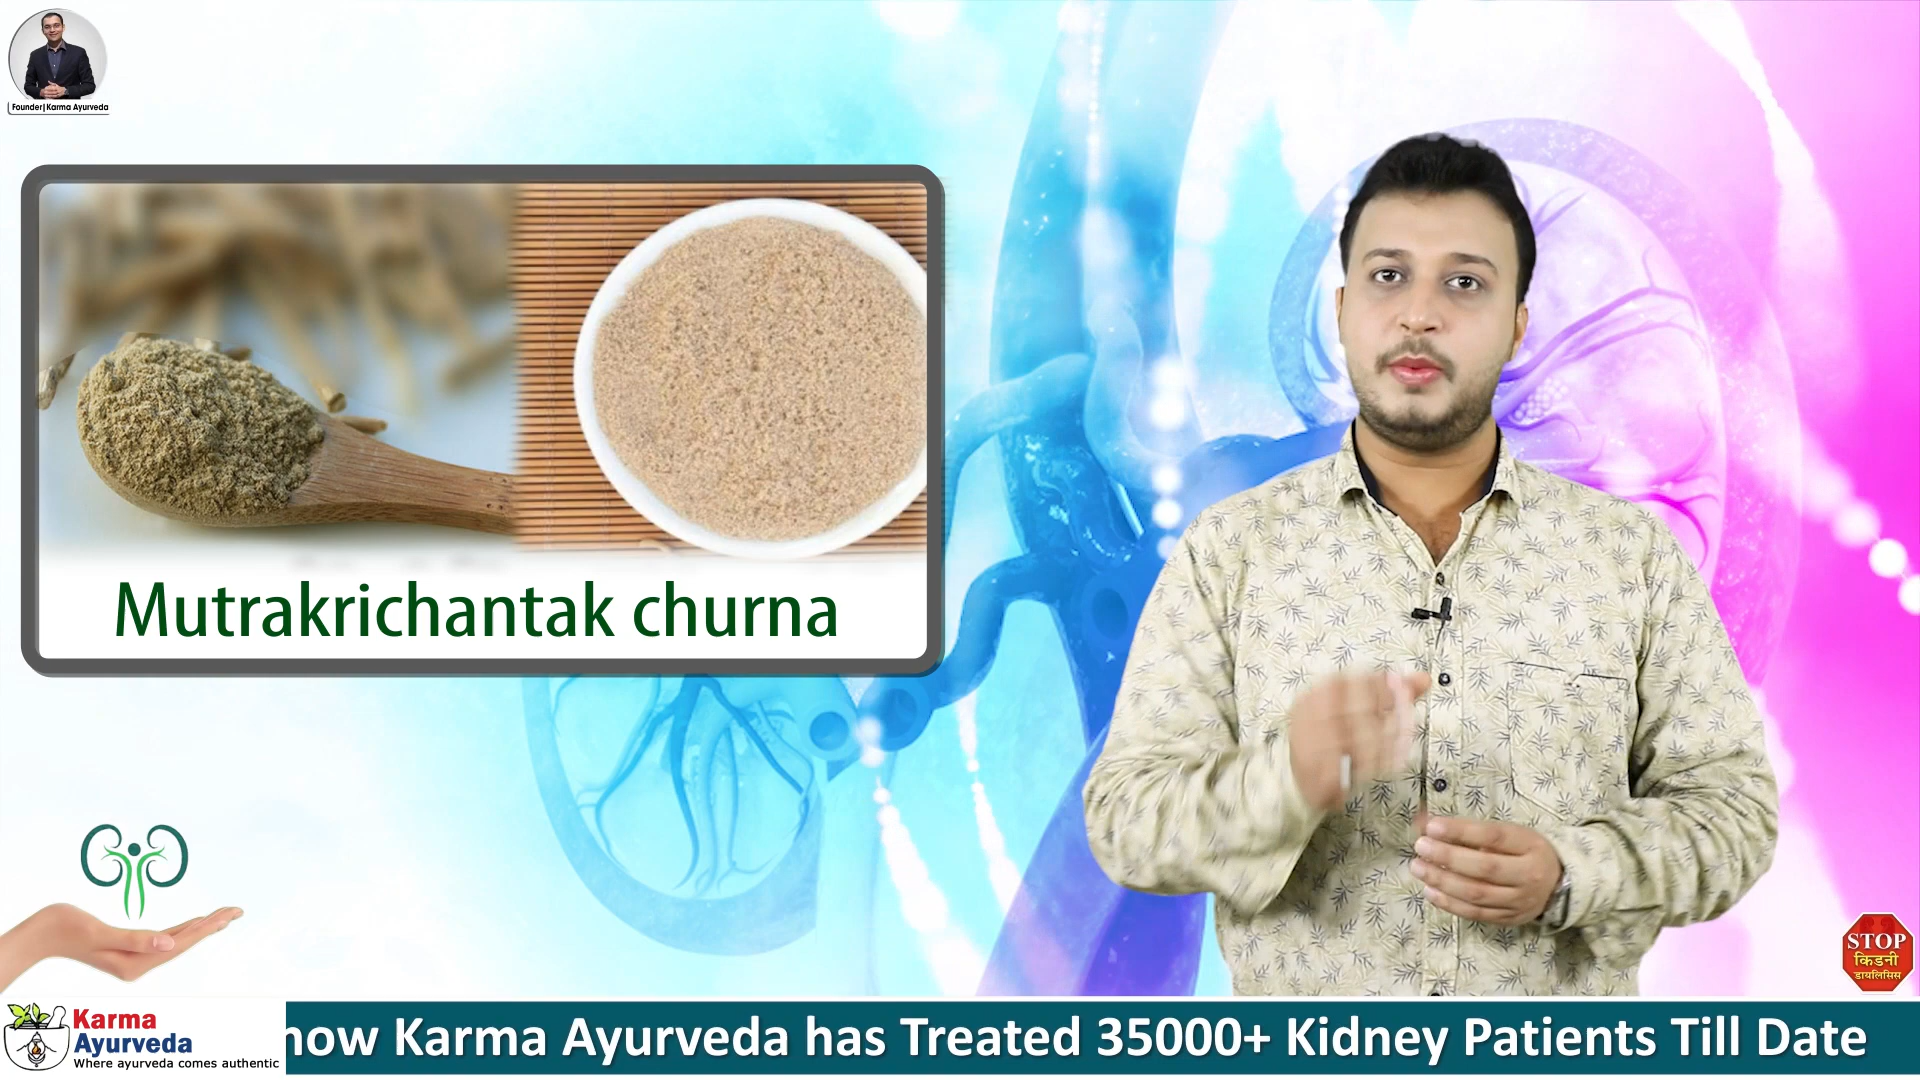 Founder|Karma Ayurveda
Mutrakrichantak churna
STOP
किडनी
डायलिसिस
Karma
Ayurveda
Where ayurveda comes authentic
how Karma Ayurveda has Treated 35000+ Kidney Patients Till Date